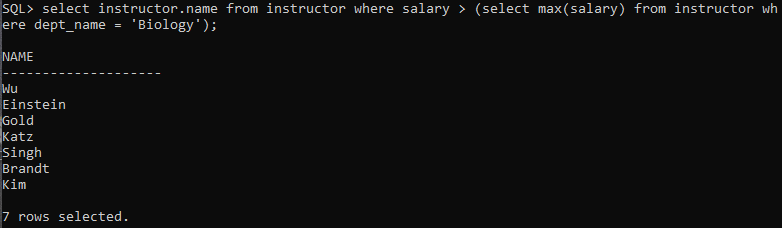 SQL> select instructor.name from instructor where salary > (select max(salary) from instructor wh
ere dept_name = 'Biology');
NAME
--------------------
Wu
Einstein
Gold
Katz
Singh
Brandt
Kim
7 rows selected.